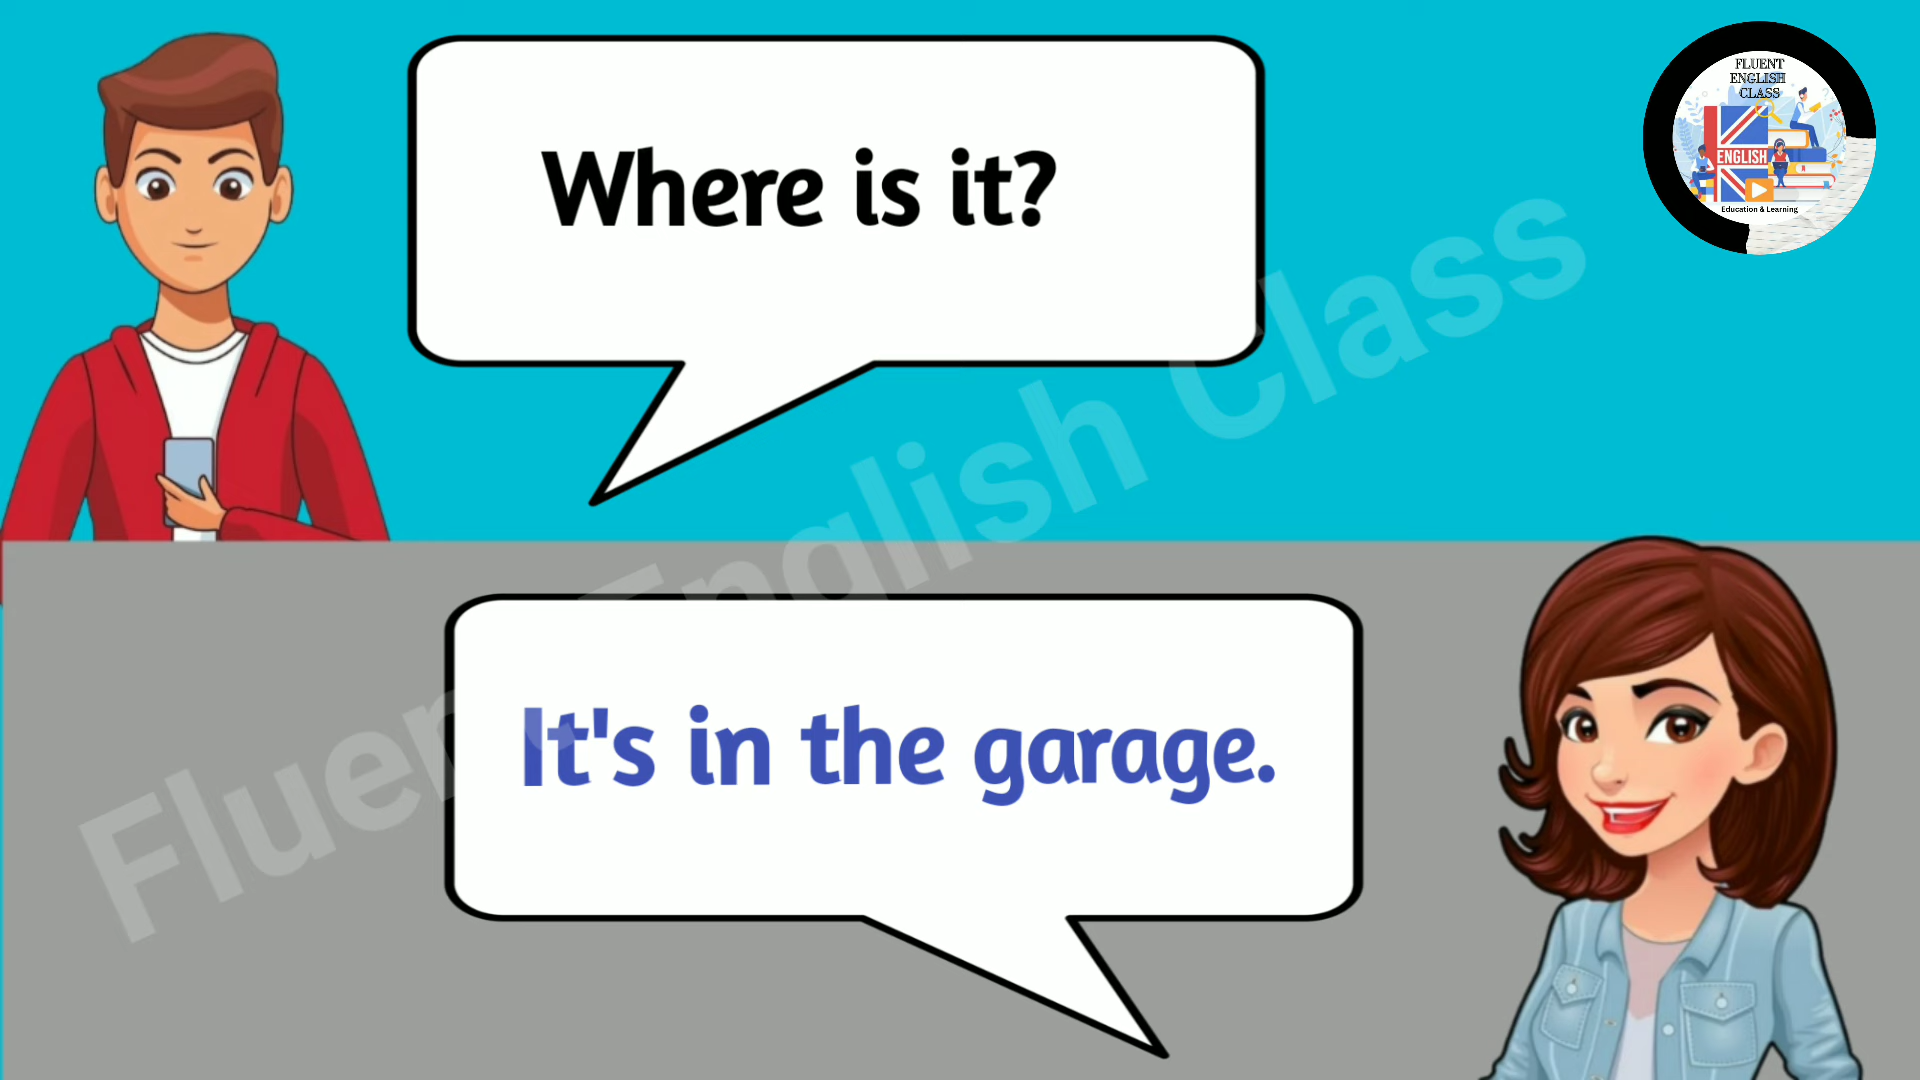 Where is it?
FLUENT
ENGLISH
CLASS
ENGLISH
Education & Learning
Fluent English Class
It's in the garage.